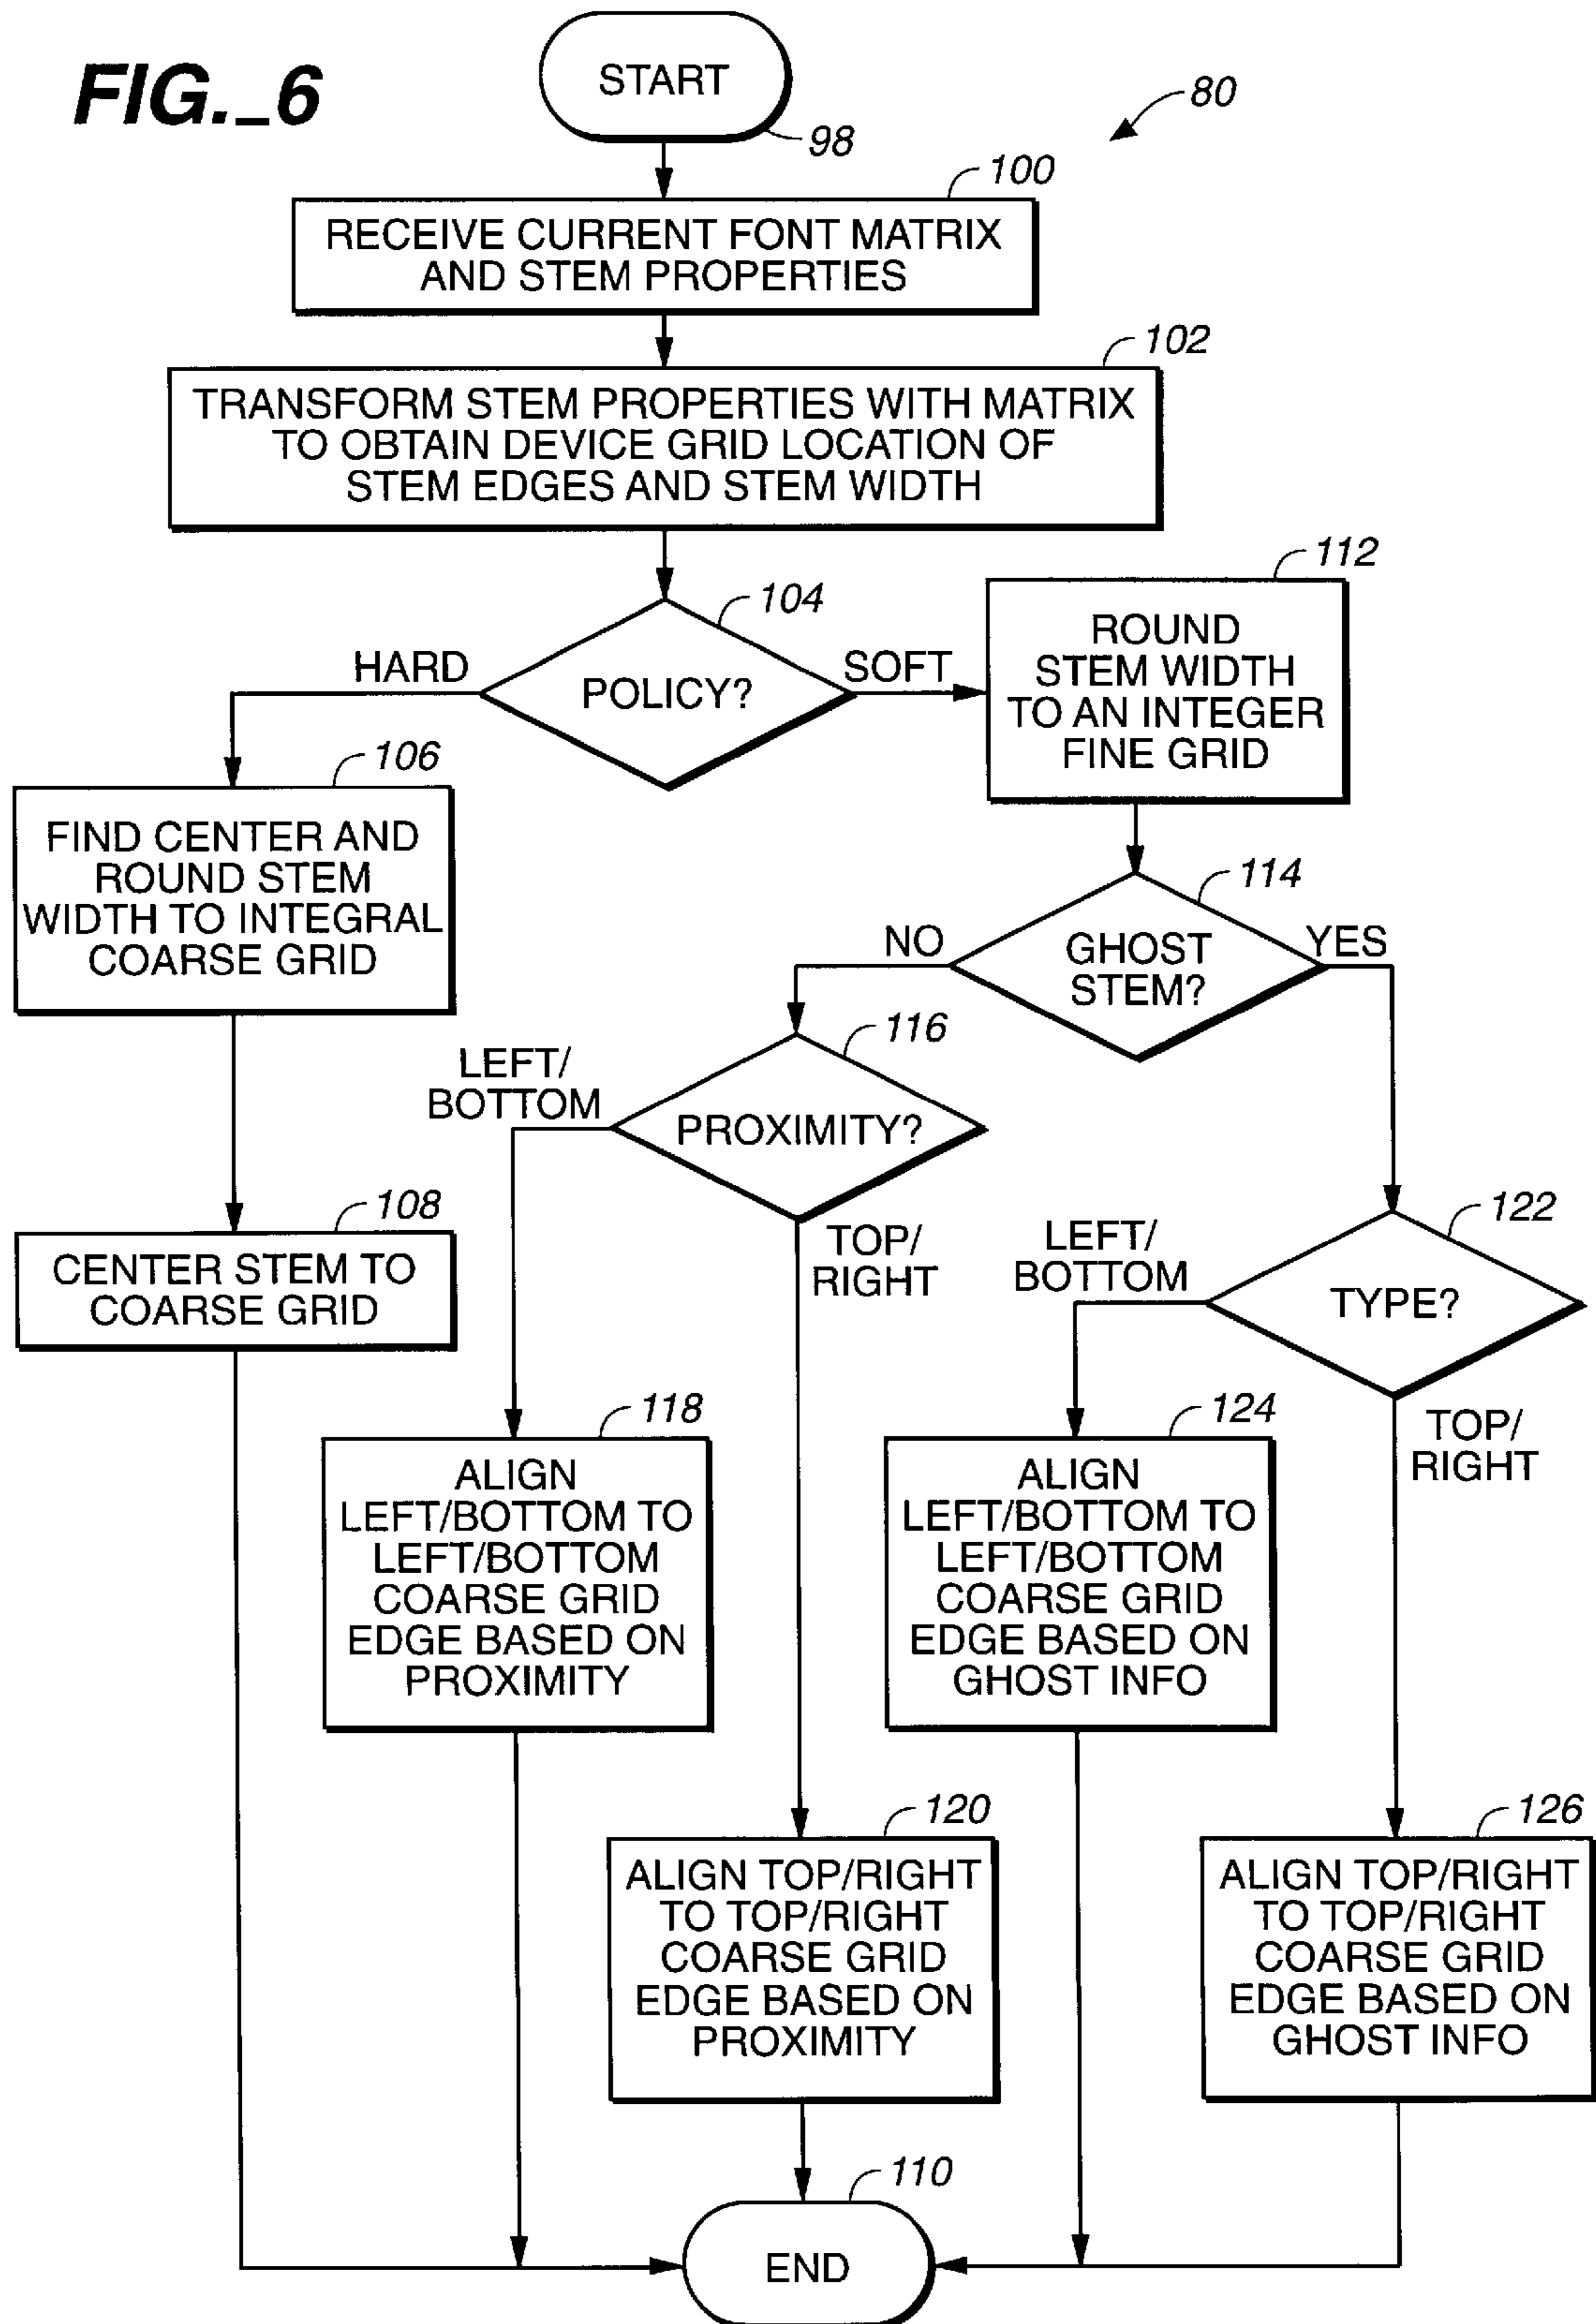 FIG._6
START
98
80
100
RECEIVE CURRENT FONT MATRIX
AND STEM PROPERTIES
102
TRANSFORM STEM PROPERTIES WITH MATRIX
TO OBTAIN DEVICE GRID LOCATION OF
STEM EDGES AND STEM WIDTH
104
HARD
POLICY?
SOFT
112
ROUND
STEM WIDTH
TO AN INTEGER
FINE GRID
106
FIND CENTER AND
ROUND STEM
WIDTH TO INTEGRAL
COARSE GRID
114
NO
GHOST
STEM?
YES
116
LEFT/
BOTTOM
PROXIMITY?
TOP/
RIGHT
108
CENTER STEM TO
COARSE GRID
122
LEFT/
BOTTOM
TYPE?
TOP/
RIGHT
118
ALIGN
LEFT/BOTTOM TO
LEFT/BOTTOM
COARSE GRID
EDGE BASED ON
PROXIMITY
124
ALIGN
LEFT/BOTTOM TO
LEFT/BOTTOM
COARSE GRID
EDGE BASED ON
GHOST INFO
120
ALIGN TOP/RIGHT
TO TOP/RIGHT
COARSE GRID
EDGE BASED ON
PROXIMITY
126
ALIGN TOP/RIGHT
TO TOP/RIGHT
COARSE GRID
EDGE BASED ON
GHOST INFO
110
END